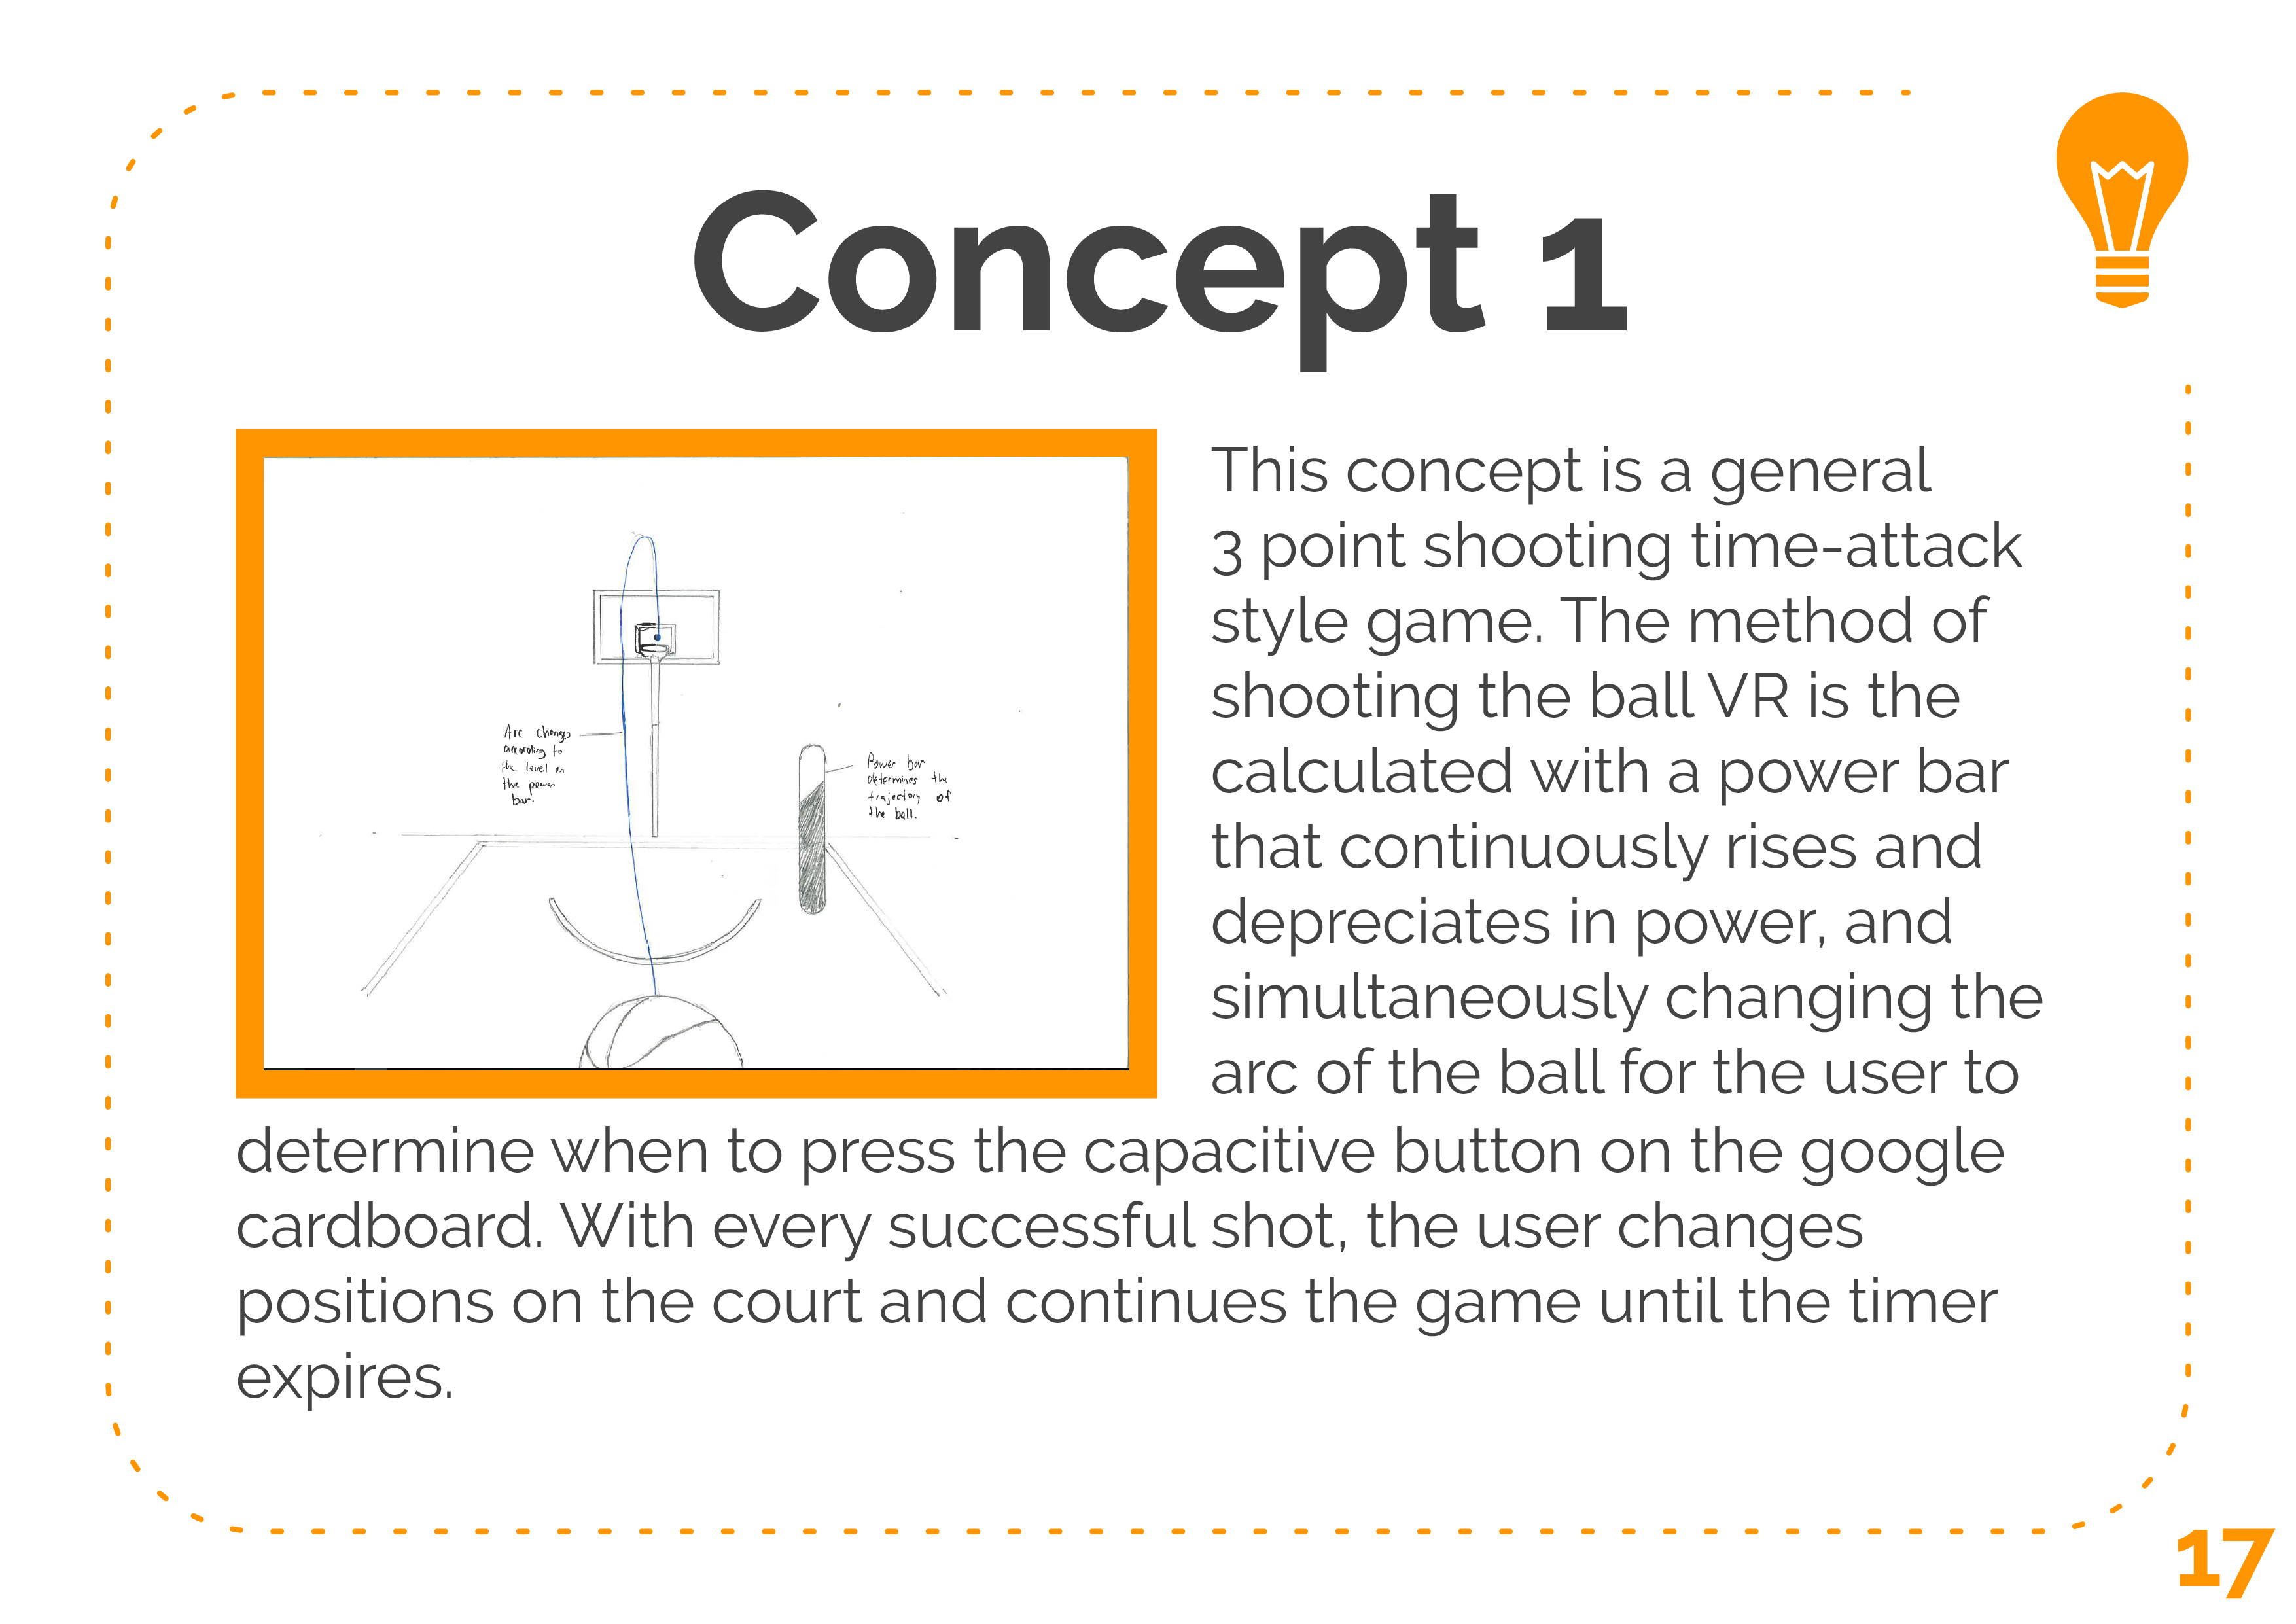 Concept 1
This concept is a general
3 point shooting time-attack
style game. The method of
shooting the ball VR is the
calculated with a power bar
that continuously rises and
depreciates in power, and
simultaneously changing the
arc of the ball for the user to
determine when to press the capacitive button on the google
cardboard. With every successful shot, the user changes
positions on the court and continues the game until the timer
expires.
Arc changes
according to
the level on
the power
bar.
Power bar
determines the
trajectory of
the ball.
17